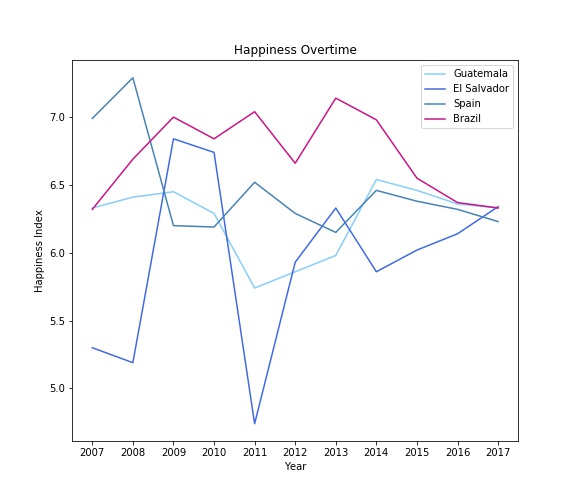 Happiness Overtime
Guatemala
El Salvador
Spain
Brazil
7.0
6.5
6.0
5.5
5.0
Happiness Index
2007 2008 2009 2010 2011 2012 2013 2014 2015 2016 2017
Year